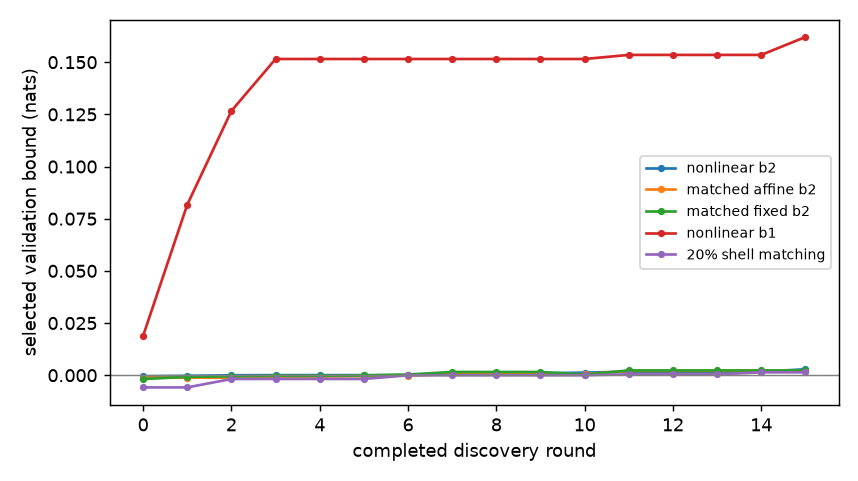 selected validation bound (nats)
0.150
0.125
0.100
0.075
0.050
0.025
0.000
nonlinear b2
matched affine b2
matched fixed b2
nonlinear b1
20% shell matching
0 2 4 6 8 10 12 14
completed discovery round